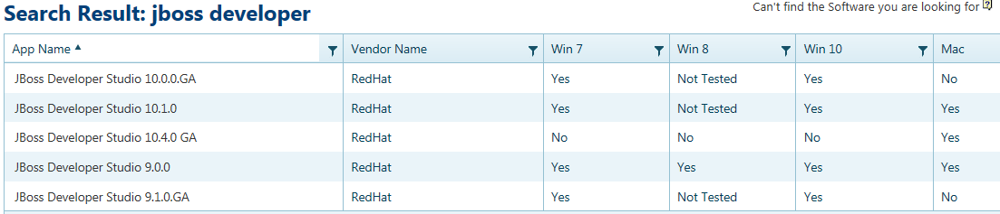 Search Result: jboss developer
Can't find the Software you are looking for ?
App Name Vendor Name Win 7 Win 8 Win 10 Mac
JBoss Developer Studio 10.0.0.GA RedHat Yes Not Tested Yes No
JBoss Developer Studio 10.1.0 RedHat Yes Not Tested Yes Yes
JBoss Developer Studio 10.4.0 GA RedHat No No No Yes
JBoss Developer Studio 9.0.0 RedHat Yes Yes Yes Yes
JBoss Developer Studio 9.1.0.GA RedHat Yes Not Tested Yes No